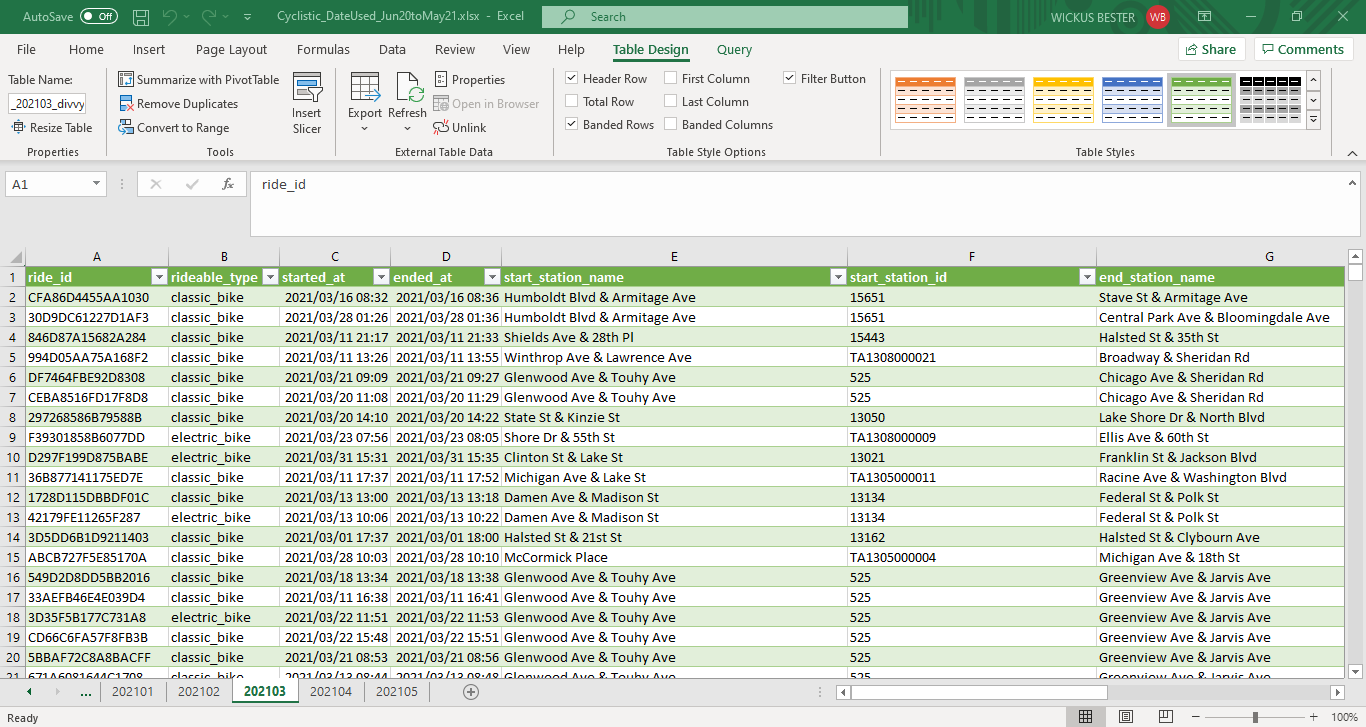 AutoSave Off Cyclistic_DateUsed_Jun20toMay21.xlsx - Excel Search WICKUS BESTER WB
File Home Insert Page Layout Formulas Data Review View Help Table Design Query Share Comments
Table Name: Summarize with PivotTable Properties Header Row First Column Filter Button
_202103_divvy Remove Duplicates Insert Slicer Export Refresh Open in Browser Total Row Last Column
Resize Table Convert to Range Unlink Banded Rows Banded Columns
Properties Tools External Table Data Table Style Options Table Styles
A1 fx ride_id
A B C D E F G
1 ride_id rideable_type started_at ended_at start_station_name start_station_id end_station_name
2 CFA86D4455AA1030 classic_bike 2021/03/16 08:32 2021/03/16 08:36 Humboldt Blvd & Armitage Ave 15651 Stave St & Armitage Ave
3 30D9DC61227D1AF3 classic_bike 2021/03/28 01:26 2021/03/28 01:36 Humboldt Blvd & Armitage Ave 15651 Central Park Ave & Bloomingdale Ave
4 846D87A15682A284 classic_bike 2021/03/11 21:17 2021/03/11 21:33 Shields Ave & 28th Pl 15443 Halsted St & 35th St
5 994D05AA75A168F2 classic_bike 2021/03/11 13:26 2021/03/11 13:55 Winthrop Ave & Lawrence Ave TA1308000021 Broadway & Sheridan Rd
6 DF7464FBE92D8308 classic_bike 2021/03/21 09:09 2021/03/21 09:27 Glenwood Ave & Touhy Ave 525 Chicago Ave & Sheridan Rd
7 CEBA8516FD17F8D8 classic_bike 2021/03/20 11:08 2021/03/20 11:29 Glenwood Ave & Touhy Ave 525 Chicago Ave & Sheridan Rd
8 297268586B79588B classic_bike 2021/03/20 14:10 2021/03/20 14:22 State St & Kinzie St 13050 Lake Shore Dr & North Blvd
9 F39301858B6077DD electric_bike 2021/03/23 07:56 2021/03/23 08:05 Shore Dr & 55th St TA1308000009 Ellis Ave & 60th St
10 D297F199D875BABE electric_bike 2021/03/31 15:31 2021/03/31 15:35 Clinton St & Lake St 13021 Franklin St & Jackson Blvd
11 36B877141175ED7E classic_bike 2021/03/11 17:37 2021/03/11 17:52 Michigan Ave & Lake St TA1305000011 Racine Ave & Washington Blvd
12 1728D115DBBDF01C classic_bike 2021/03/13 13:00 2021/03/13 13:18 Damen Ave & Madison St 13134 Federal St & Polk St
13 42179FE11265F287 electric_bike 2021/03/13 10:06 2021/03/13 10:22 Damen Ave & Madison St 13134 Federal St & Polk St
14 3D5DD6B1D9211403 classic_bike 2021/03/01 17:37 2021/03/01 18:00 Halsted St & 21st St 13162 Halsted St & Clybourn Ave
15 ABCB727F5E85170A classic_bike 2021/03/28 10:03 2021/03/28 10:10 McCormick Place TA1305000004 Michigan Ave & 18th St
16 549D2D8DD5BB2016 classic_bike 2021/03/18 13:34 2021/03/18 13:38 Glenwood Ave & Touhy Ave 525 Greenview Ave & Jarvis Ave
17 33AEFB46E4E039D4 classic_bike 2021/03/11 16:38 2021/03/11 16:41 Glenwood Ave & Touhy Ave 525 Greenview Ave & Jarvis Ave
18 3D35F5B177C731A8 electric_bike 2021/03/22 11:51 2021/03/22 11:53 Glenwood Ave & Touhy Ave 525 Greenview Ave & Jarvis Ave
19 CD66C6FA57F8FB3B classic_bike 2021/03/22 15:48 2021/03/22 15:51 Glenwood Ave & Touhy Ave 525 Greenview Ave & Jarvis Ave
20 5BBAF72C8A8BACFF classic_bike 2021/03/21 08:53 2021/03/21 08:56 Glenwood Ave & Touhy Ave 525 Greenview Ave & Jarvis Ave
21 671A6081644C1708 classic_bike 2021/03/13 08:44 2021/03/13 08:48 Glenwood Ave & Touhy Ave 525 Greenview Ave & Jarvis Ave
... 202101 202102 202103 202104 202105
Ready 100%